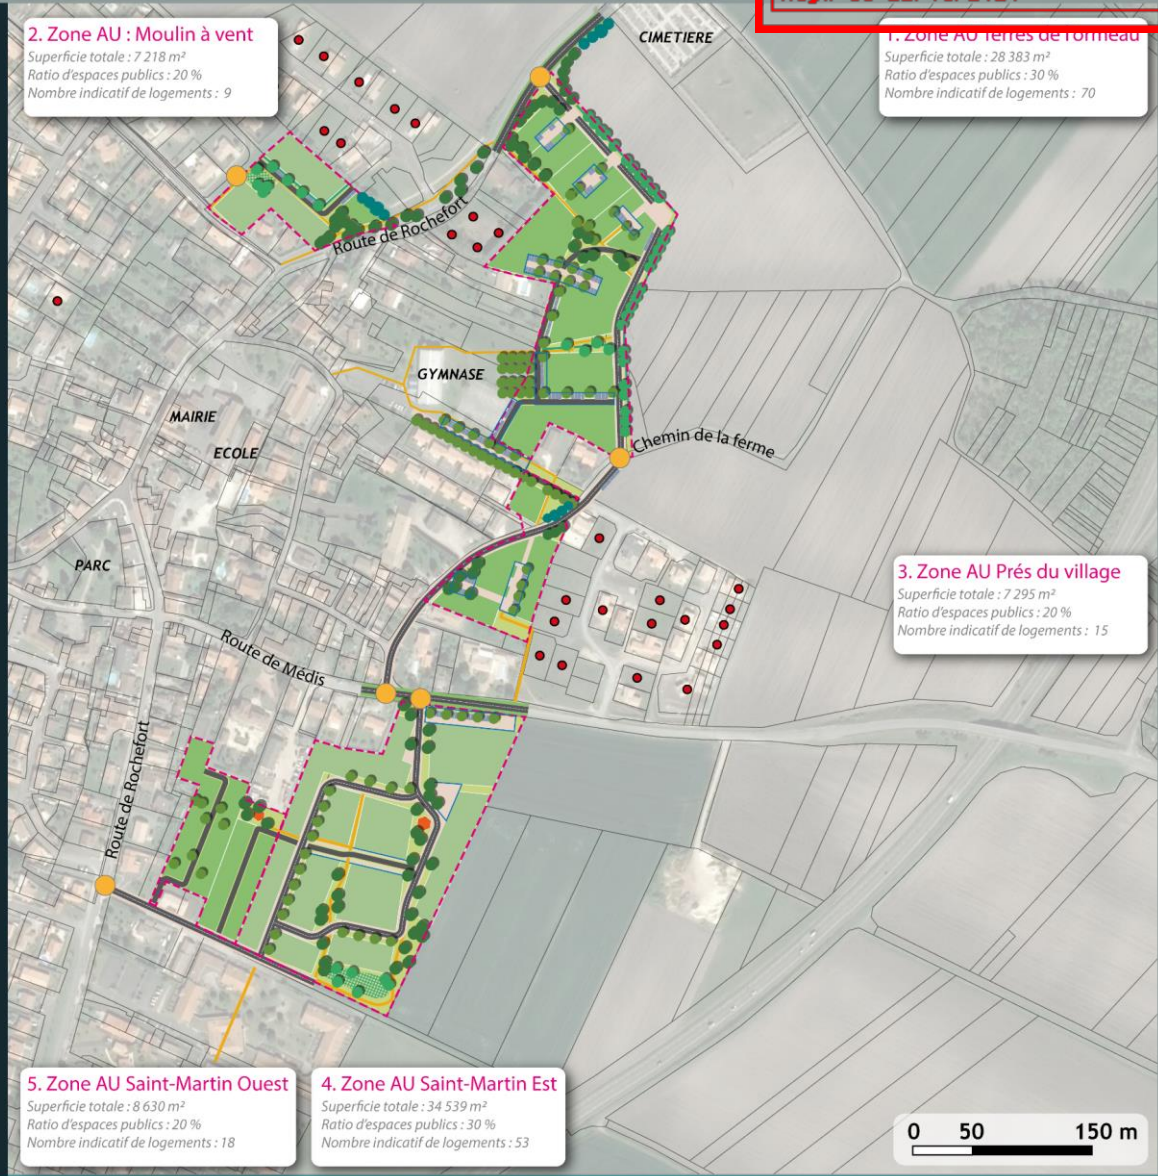 2. Zone AU : Moulin à vent
Superficie totale : 7 218 m²
Ratio d'espaces publics : 20 %
Nombre indicatif de logements : 9
CIMETIERE
1. Zone AU Terres de l'ormeau
Superficie totale : 28 383 m²
Ratio d'espaces publics : 30 %
Nombre indicatif de logements : 70
Route de Rochefort
GYMNASE
MAIRIE
ECOLE
Chemin de la ferme
PARC
3. Zone AU Prés du village
Superficie totale : 7 295 m²
Ratio d'espaces publics : 20 %
Nombre indicatif de logements : 15
Route de Médis
Route de Rochefort
5. Zone AU Saint-Martin Ouest
Superficie totale : 8 630 m²
Ratio d'espaces publics : 20 %
Nombre indicatif de logements : 18
4. Zone AU Saint-Martin Est
Superficie totale : 34 539 m²
Ratio d'espaces publics : 30 %
Nombre indicatif de logements : 53
0 50 150 m